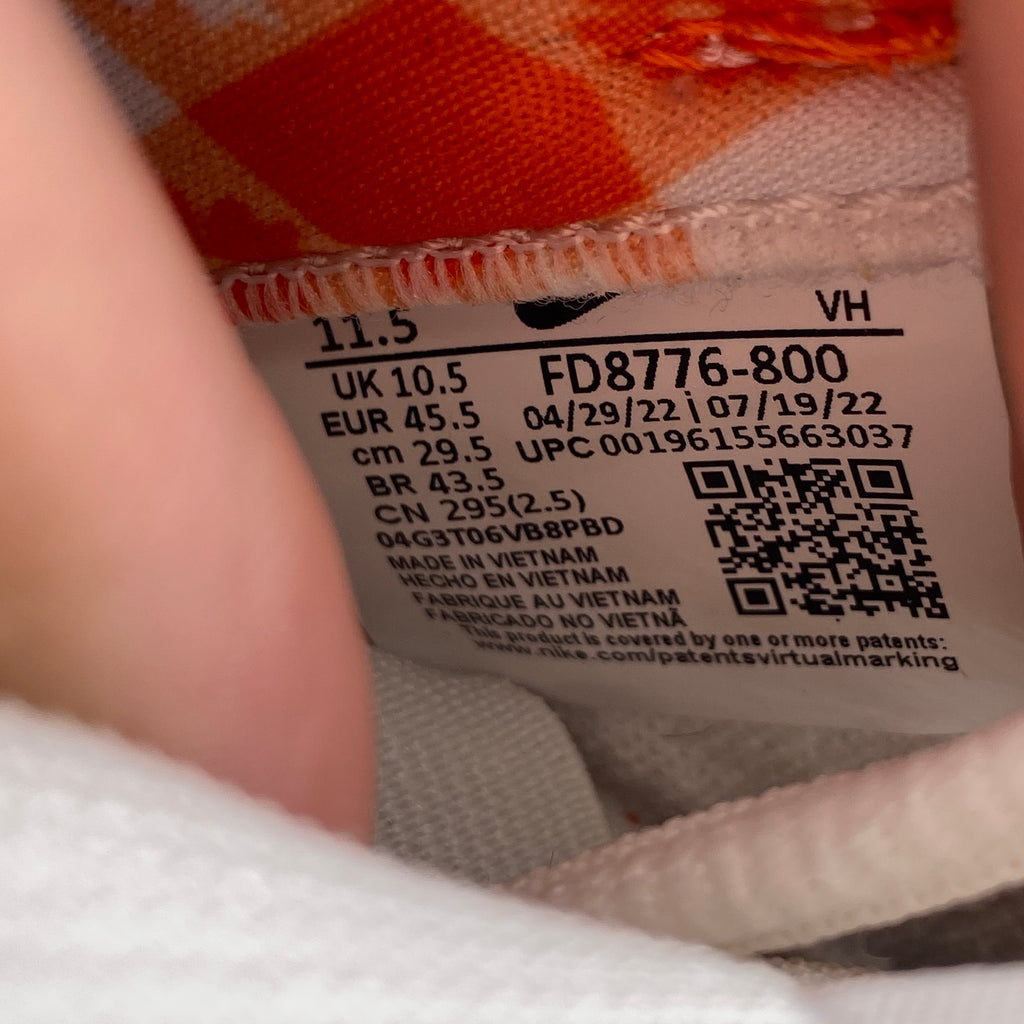 11.5 VH
UK 10.5 FD8776-800
EUR 45.5 04/29/22 | 07/19/22
cm 29.5 UPC 00196155663037
BR 43.5
CN 295(2.5)
04G3T06VB8PBD
MADE IN VIETNAM
HECHO EN VIETNAM
FABRIQUE AU VIETNAM
FABRICADO NO VIETNÃ
This product is covered by one or more patents:
www.nike.com/patentsvirtualmarking